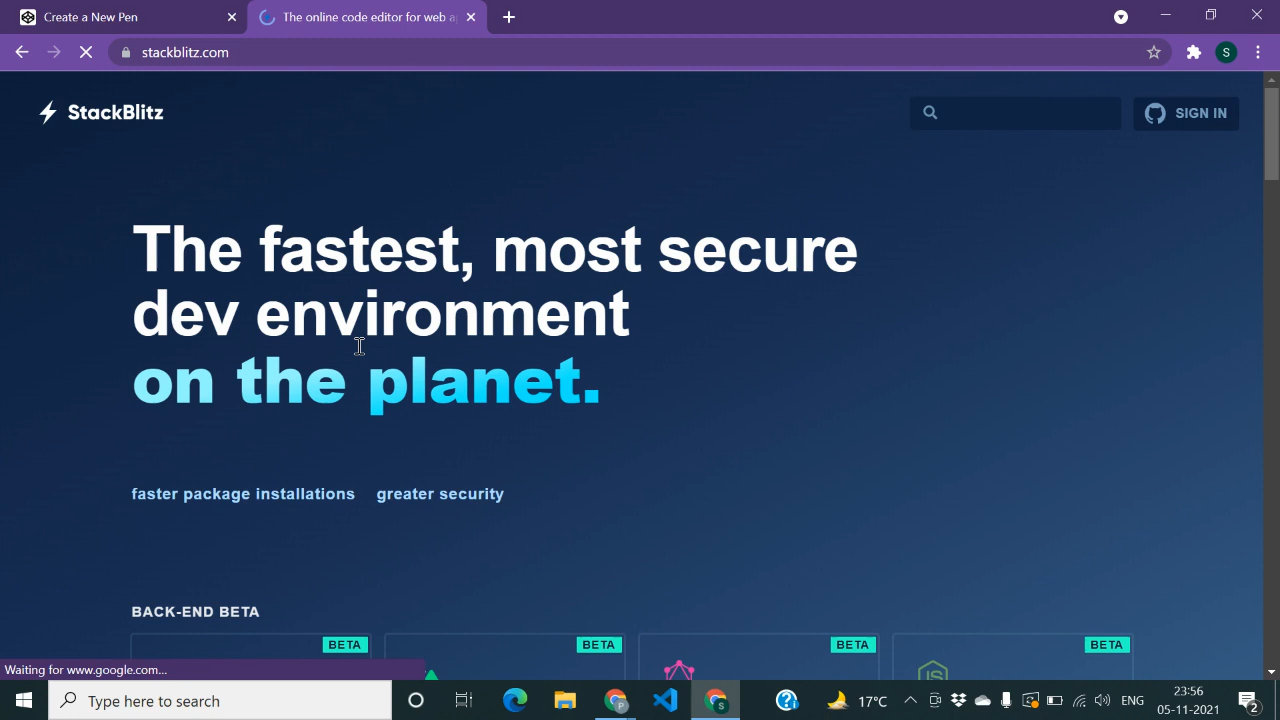 Create a New Pen
The online code editor for web a
stackblitz.com
S
StackBlitz
SIGN IN
The fastest, most secure
dev environment
on the planet.
faster package installations
greater security
BACK-END BETA
BETA
BETA
BETA
BETA
JS
Waiting for www.google.com...
Type here to search
P
S
17°C
ENG
23:56
05-11-2021
2